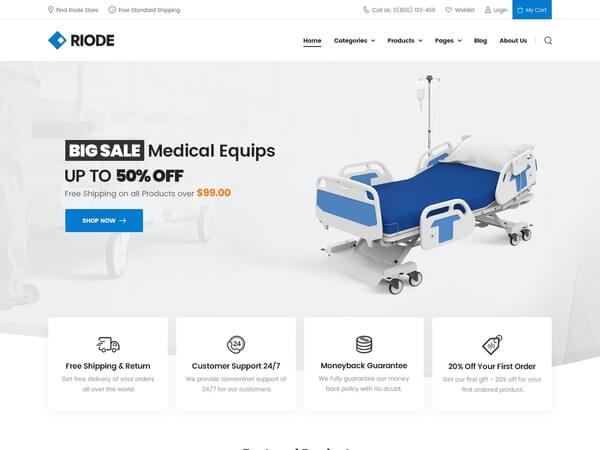 Find Riode Store
Free Standard Shipping
Call Us: 0(800) 123-456
Wishlist
Login
My Cart
RIODE
Home
Categories
Products
Pages
Blog
About Us
BIG SALE Medical Equips
UP TO 50% OFF
Free Shipping on all Products over $99.00
SHOP NOW
24
Free Shipping & Return
Get free delivery of your orders
all over the world.
Customer Support 24/7
We provide conveninet support of
24/7 for our customers.
Moneyback Guarantee
We fully guarantee our money
back policy with no doubt.
20% Off Your First Order
Get our first gift - 20% off for your
first ordered product.